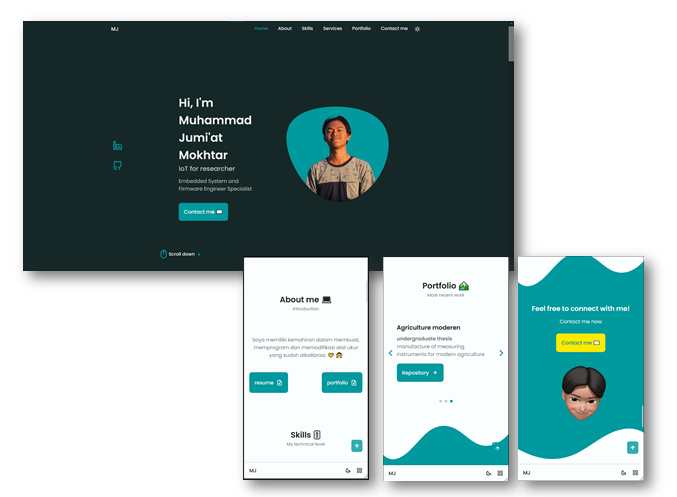 MJ
Home About Skills Services Portfolio Contact me
Hi, I'm
Muhammad
Jumi'at
Mokhtar
IoT for researcher
Embedded System and
Firmware Engineer Specialist
Contact me
Scroll down
About me
Introduction
Saya memiliki kemahiran dalam membuat,
memprogram dan memodifikasi alat ukur
yang sudah dikalibrasi.
resume
portfolio
Skills
My technical level
MJ
Portfolio
Most recent work
Agriculture moderen
undergraduate thesis
manufacture of measuring
instruments for modern agriculture
Repository
MJ
Feel free to connect with me!
Contact me now
Contact me
MJ